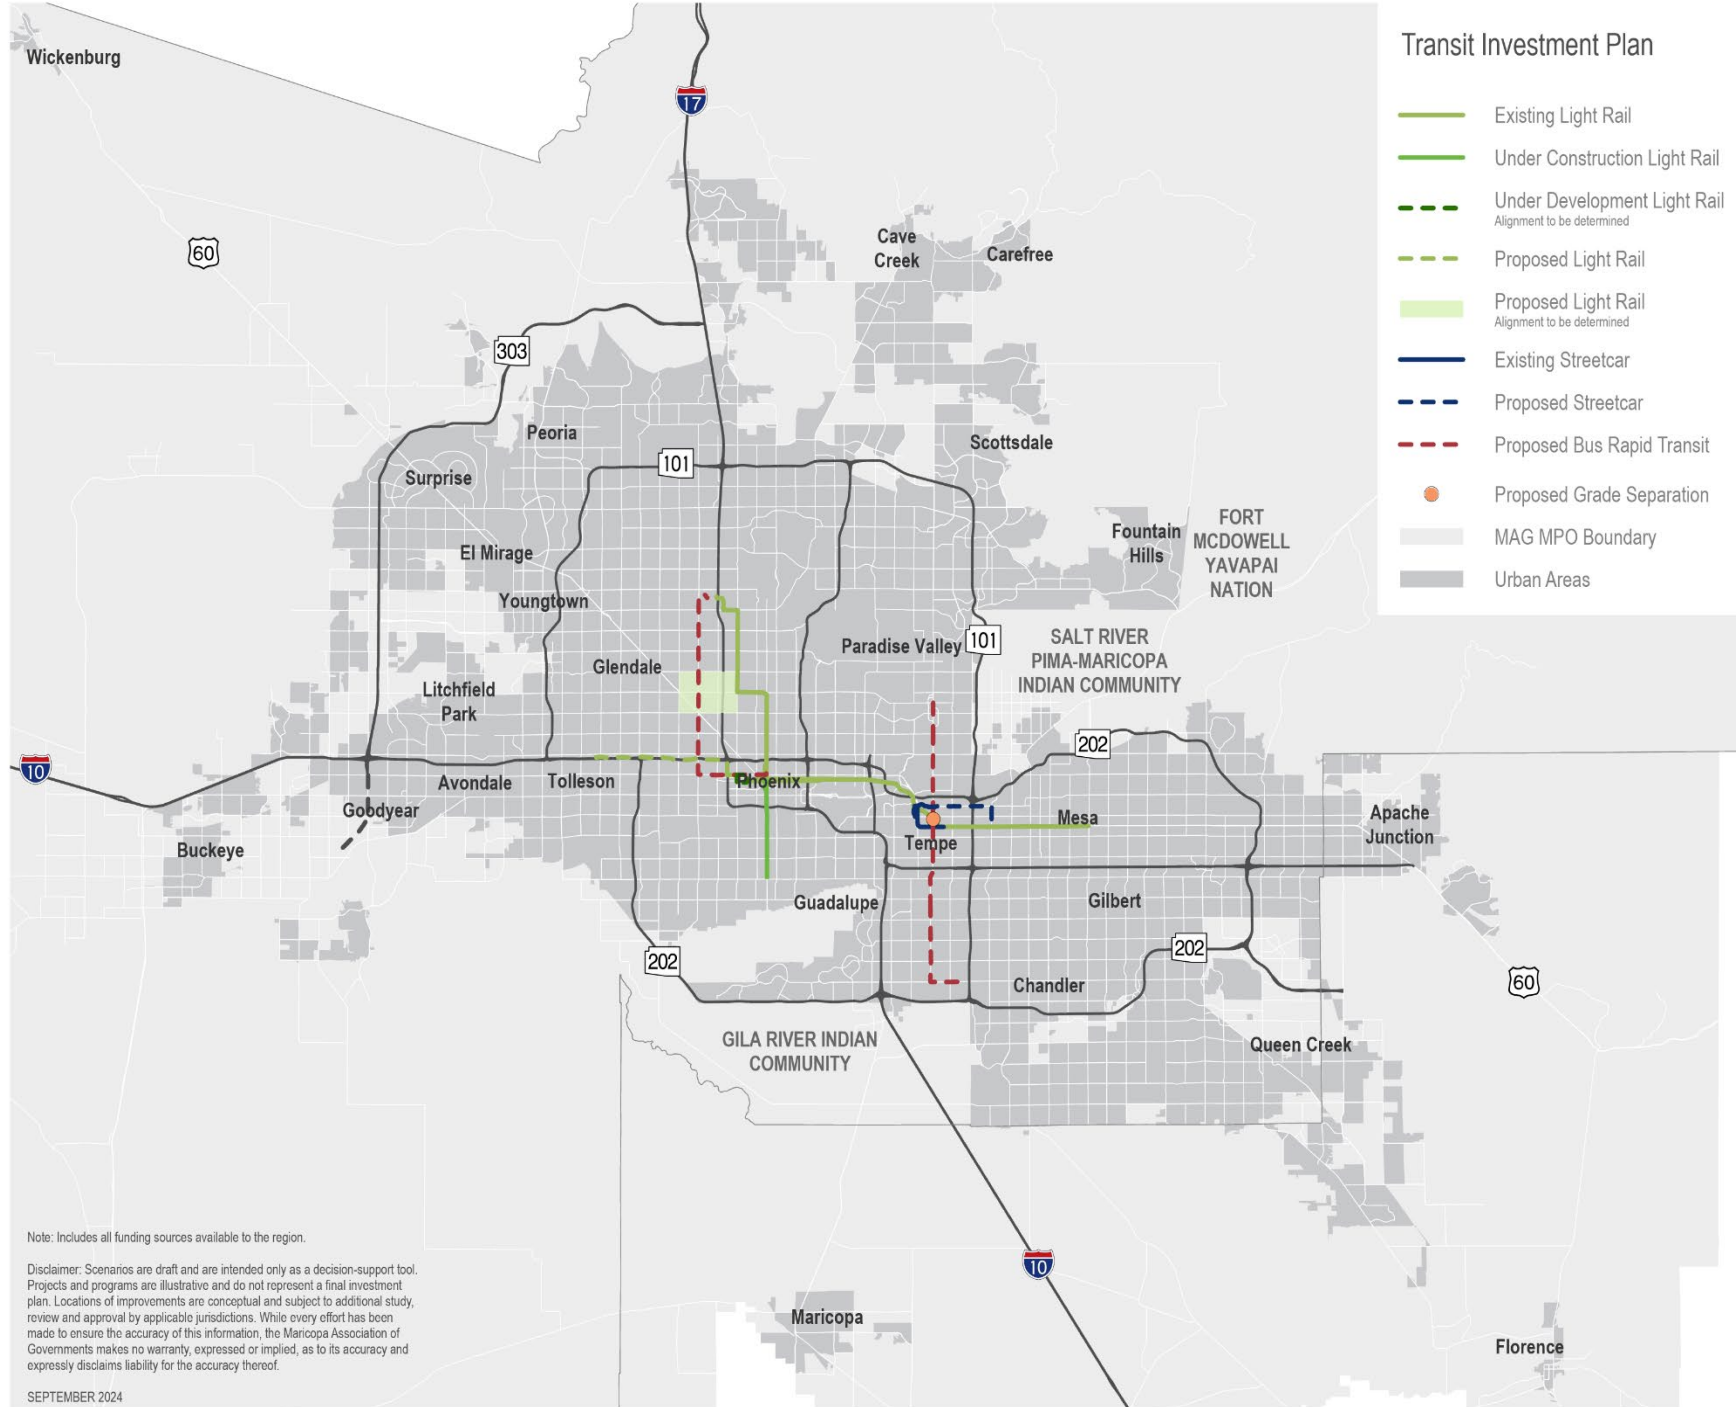 Wickenburg
17
60
Cave
Creek
Carefree
303
Peoria
101
Scottsdale
Surprise
El Mirage
Fountain
Hills
FORT
MCDOWELL
YAVAPAI
NATION
Youngtown
Glendale
Paradise Valley
101
SALT RIVER
PIMA-MARICOPA
INDIAN COMMUNITY
Litchfield
Park
202
10
Avondale
Tolleson
Phoenix
Goodyear
Mesa
Apache
Junction
Buckeye
Tempe
Guadalupe
Gilbert
202
202
Chandler
60
GILA RIVER INDIAN
COMMUNITY
Queen Creek
10
Maricopa
Florence
Transit Investment Plan
Existing Light Rail
Under Construction Light Rail
Under Development Light Rail
Alignment to be determined
Proposed Light Rail
Proposed Light Rail
Alignment to be determined
Existing Streetcar
Proposed Streetcar
Proposed Bus Rapid Transit
Proposed Grade Separation
MAG MPO Boundary
Urban Areas
Note: Includes all funding sources available to the region.
Disclaimer: Scenarios are draft and are intended only as a decision-support tool.
Projects and programs are illustrative and do not represent a final investment
plan. Locations of improvements are conceptual and subject to additional study,
review and approval by applicable jurisdictions. While every effort has been
made to ensure the accuracy of this information, the Maricopa Association of
Governments makes no warranty, expressed or implied, as to its accuracy and
expressly disclaims liability for the accuracy thereof.
SEPTEMBER 2024